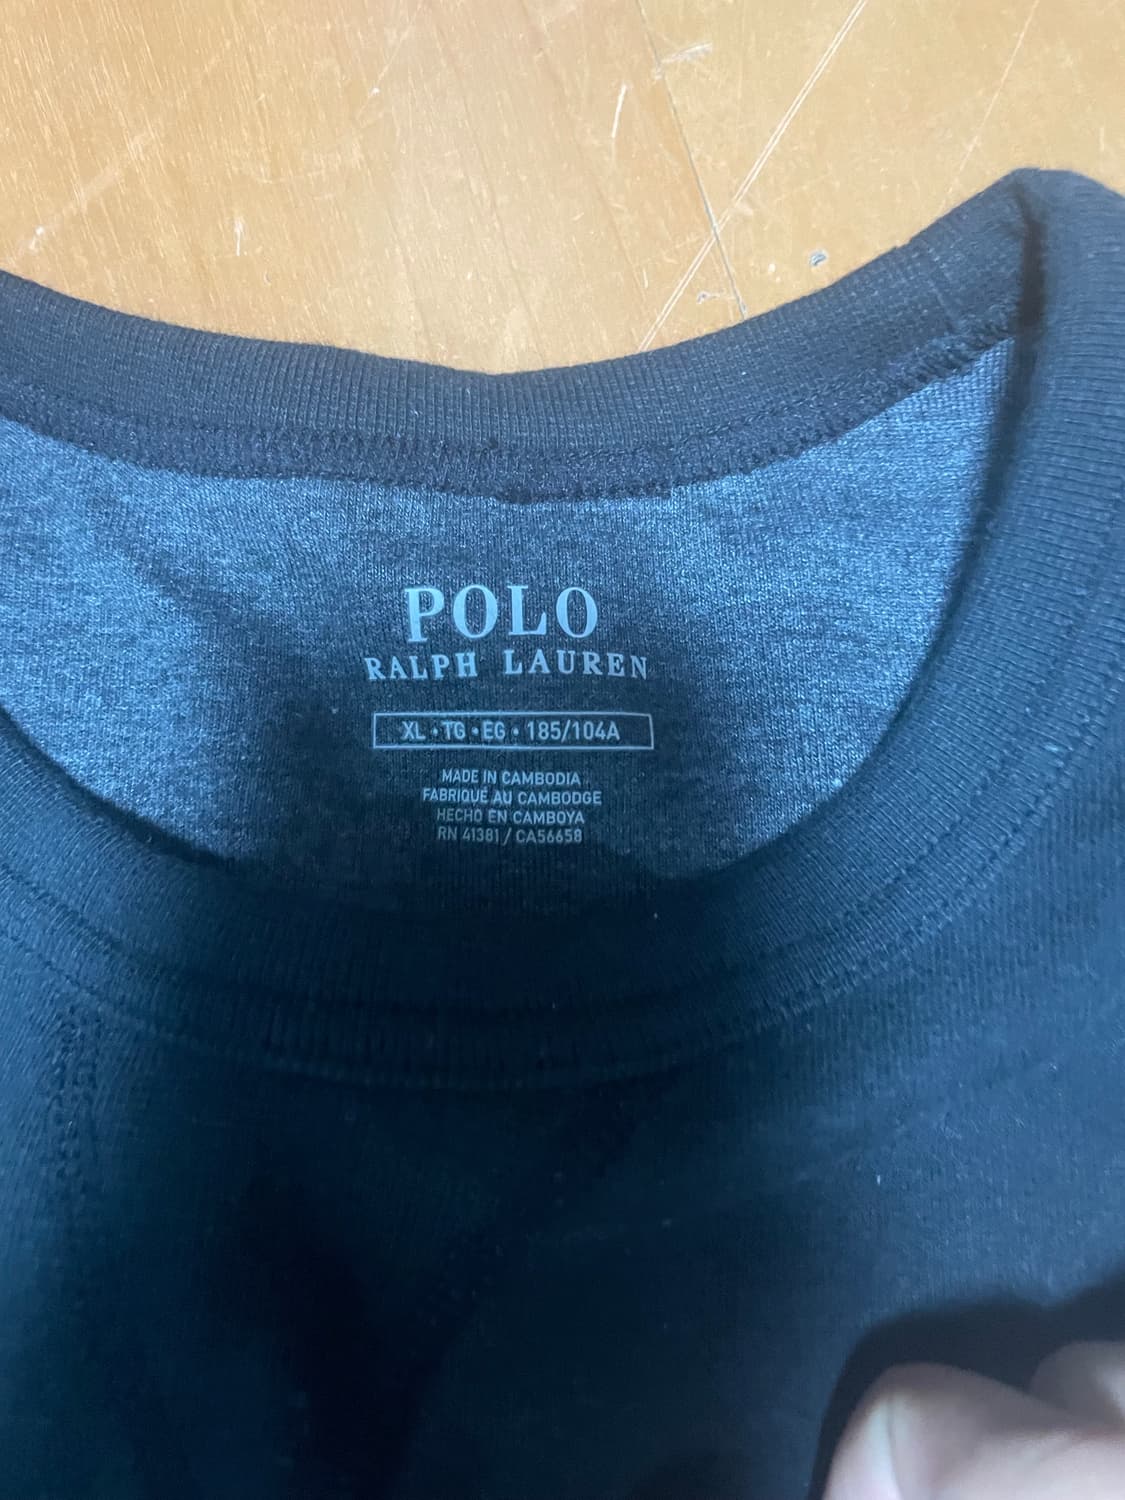 POLO
RALPH LAUREN
XL • TG • EG • 185/104A
MADE IN CAMBODIA
FABRIQUÉ AU CAMBODGE
HECHO EN CAMBOYA
RN 41381 / CA56658